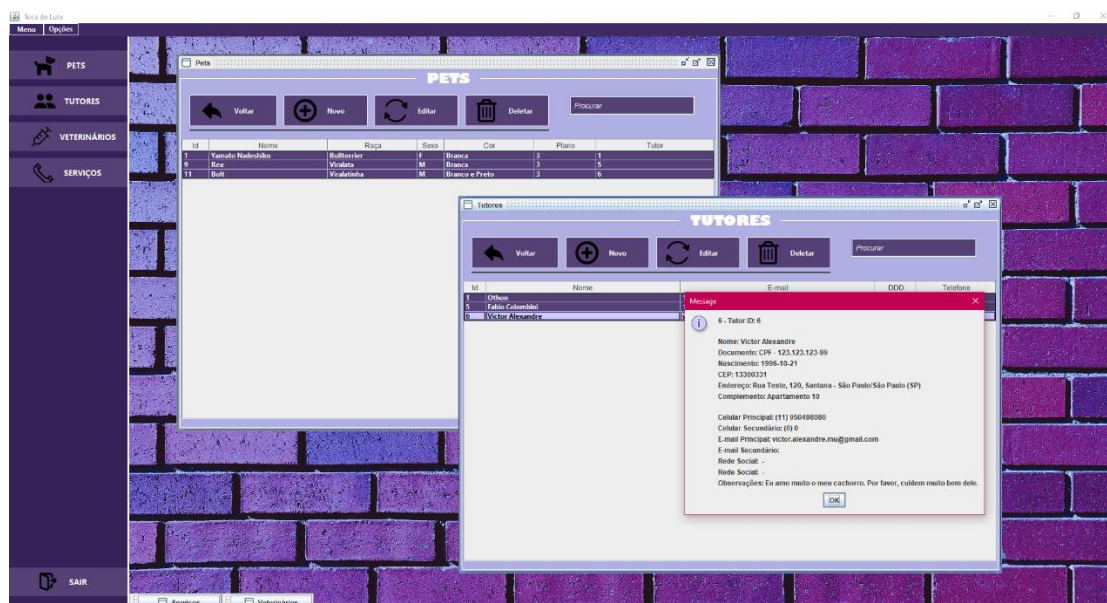 Toca do Lulu
Menu Opções
PETS
TUTORES
VETERINÁRIOS
SERVIÇOS
SAIR
Pets
PETS
Voltar Novo Editar Deletar Procurar
Id Nome Raça Sexo Cor Plano Tutor
1 Yamato Nadeshiko Bullterrier F Branca 3 1
9 Rex Viralata M Branca 3 5
11 Bolt Viralatinha M Branco e Preto 3 6
Tutores
TUTORES
Voltar Novo Editar Deletar Procurar
Id Nome E-mail DDD Telefone
1 Othon
5 Fabio Colombini
6 Victor Alexandre
Message
6 - Tutor ID: 6
Nome: Victor Alexandre
Documento: CPF - 123.123.123-99
Nascimento: 1996-10-21
CEP: 13300331
Endereço: Rua Teste, 120, Santana - São Paulo/São Paulo (SP)
Complemento: Apartamento 10
Celular Principal: (11) 950498080
Celular Secundário: (0) 0
E-mail Principal: victor.alexandre.mu@gmail.com
E-mail Secundário:
Rede Social: -
Rede Social: -
Observações: Eu amo muito o meu cachorro. Por favor, cuidem muito bem dele.
OK
Serviços Veterinários